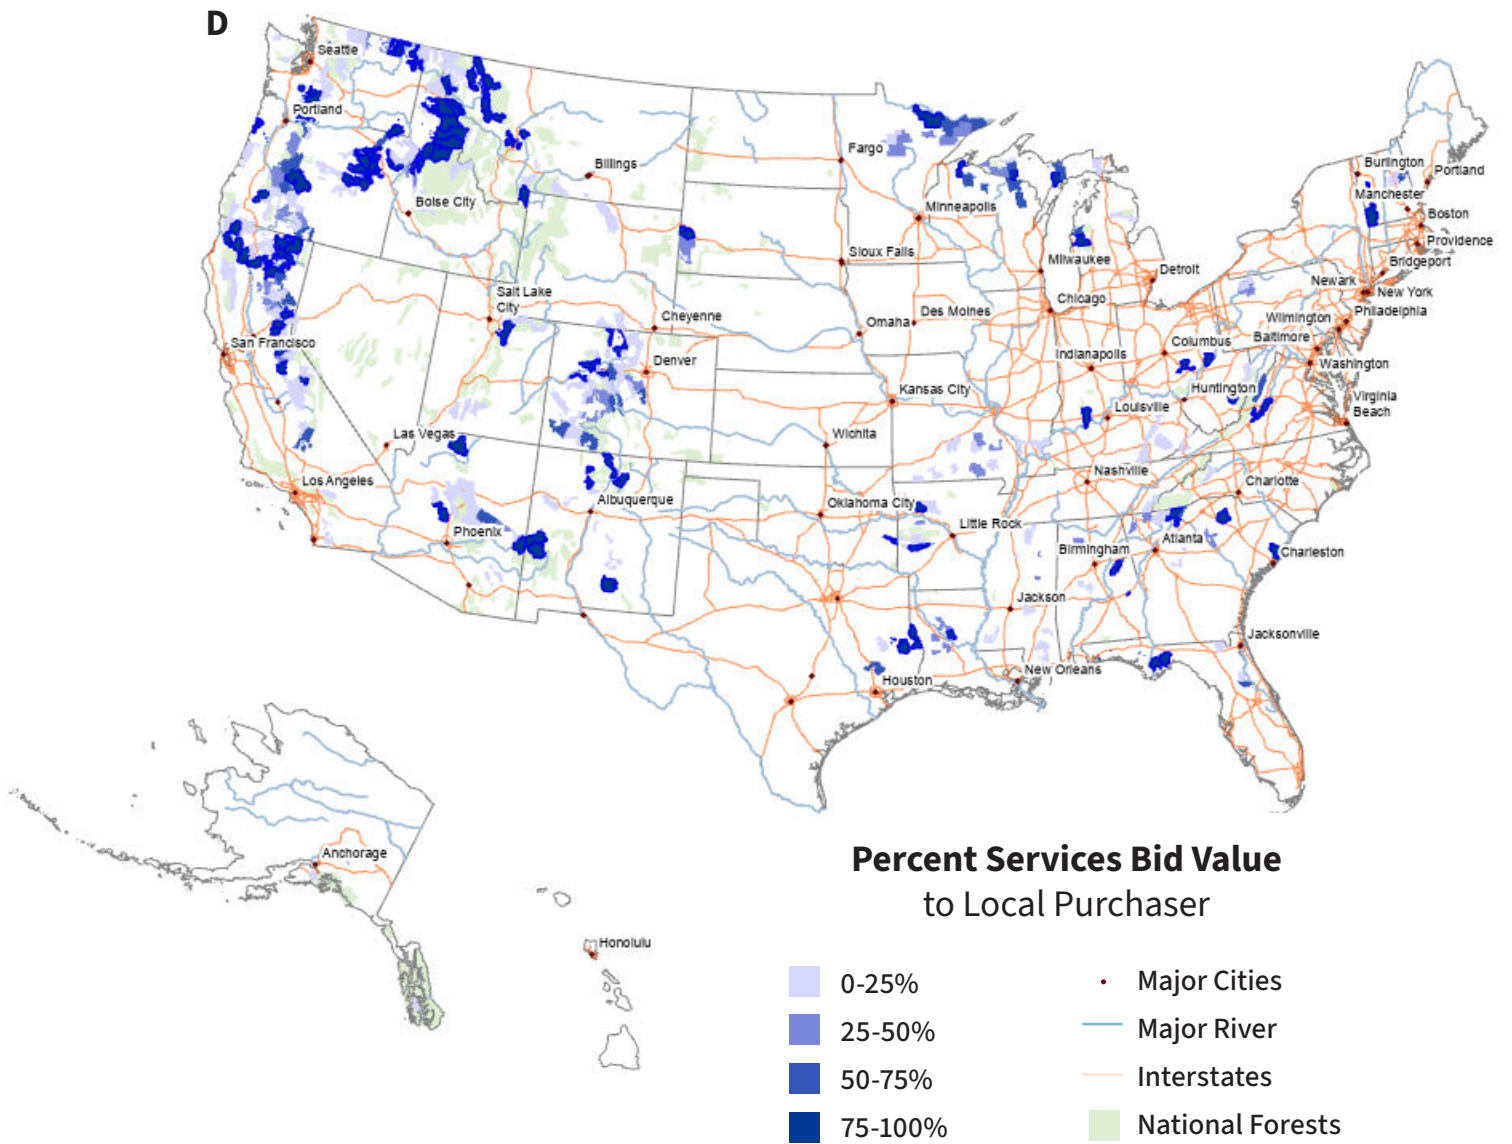 D
Seattle
Portland
Billings
Boise City
Fargo
Minneapolis
Sioux Falls
Milwaukee
Detroit
Burlington
Portland
Manchester
Boston
Providence
Bridgeport
Newark
New York
Philadelphia
Wilmington
Baltimore
Washington
Salt Lake
City
Cheyenne
Omaha
Des Moines
Chicago
San Francisco
Denver
Indianapolis
Columbus
Kansas City
Huntington
Louisville
Virginia
Beach
Las Vegas
Wichita
Nashville
Los Angeles
Albuquerque
Oklahoma City
Charlotte
Phoenix
Little Rock
Birmingham
Atlanta
Charleston
Jackson
Jacksonville
New Orleans
Houston
Anchorage
Honolulu
Percent Services Bid Value
to Local Purchaser
0-25%
25-50%
50-75%
75-100%
Major Cities
Major River
Interstates
National Forests